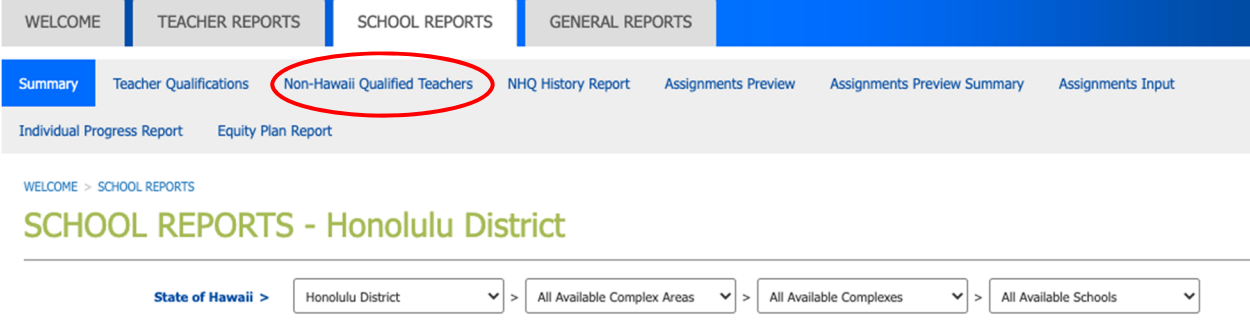 WELCOME TEACHER REPORTS SCHOOL REPORTS GENERAL REPORTS
Summary Teacher Qualifications Non-Hawaii Qualified Teachers NHQ History Report Assignments Preview Assignments Preview Summary Assignments Input
Individual Progress Report Equity Plan Report
WELCOME > SCHOOL REPORTS
SCHOOL REPORTS - Honolulu District
State of Hawaii > Honolulu District > All Available Complex Areas > All Available Complexes > All Available Schools